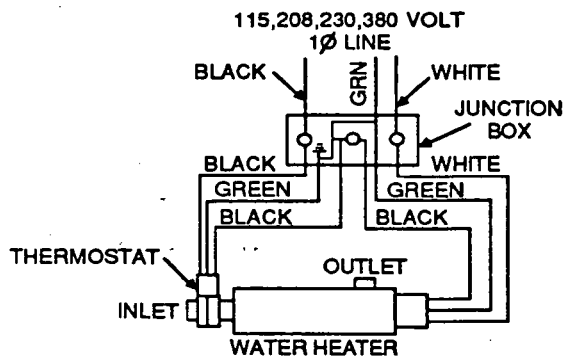 115,208,230,380 VOLT
1Ø LINE
BLACK
GRN
WHITE
JUNCTION
BOX
BLACK
WHITE
GREEN
GREEN
BLACK
BLACK
THERMOSTAT
OUTLET
INLET
WATER HEATER